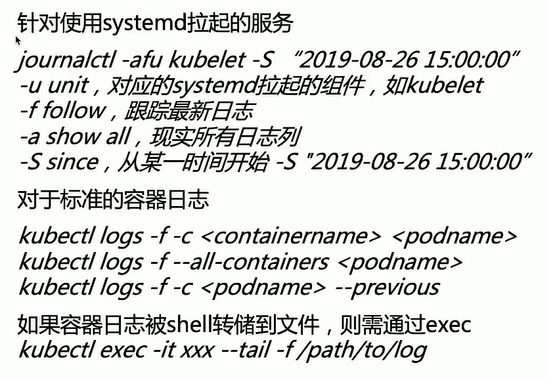 针对使用systemd拉起的服务
journalctl -afu kubelet -S “2019-08-26 15:00:00”
-u unit，对应的systemd拉起的组件，如kubelet
-f follow，跟踪最新日志
-a show all，现实所有日志列
-S since，从某一时间开始 -S "2019-08-26 15:00:00”
对于标准的容器日志
kubectl logs -f -c <containername> <podname>
kubectl logs -f --all-containers <podname>
kubectl logs -f -c <podname> --previous
如果容器日志被shell转储到文件，则需通过exec
kubectl exec -it xxx --tail -f /path/to/log